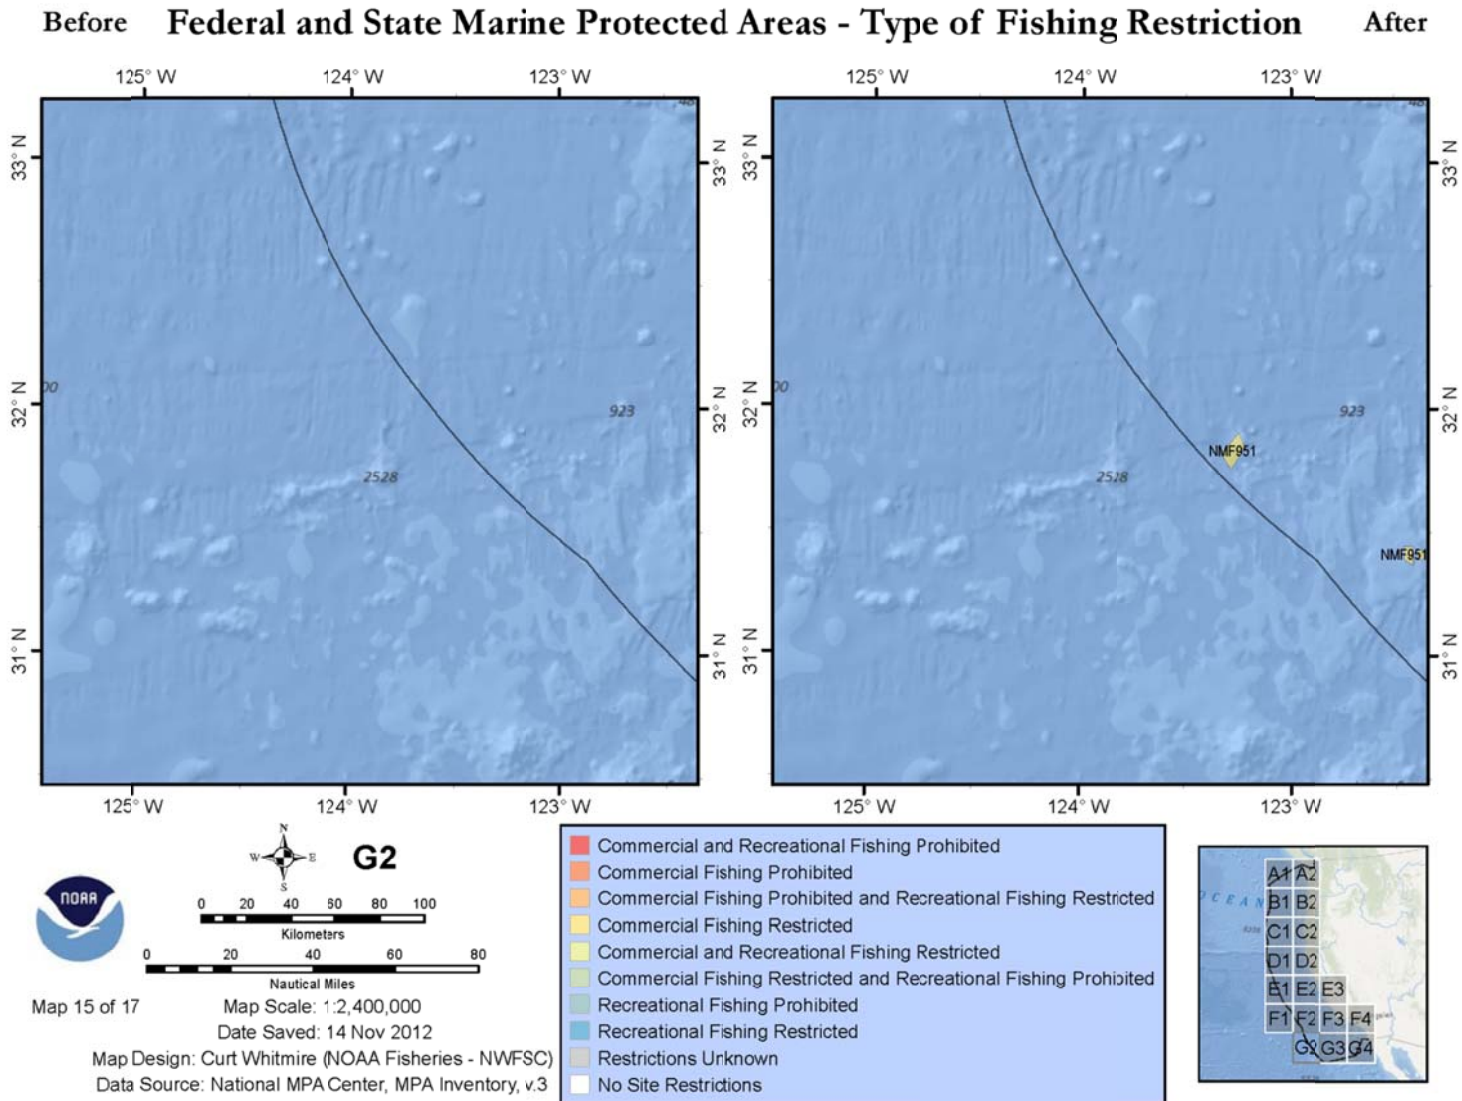 Before Federal and State Marine Protected Areas - Type of Fishing Restriction After
125° W 124° W 123° W 125° W 124° W 123° W
48 48
33° N 33° N 33° N 33° N
32° N 00 32° N 32° N 00 32° N
923 923
NMF951
2528 2528
NMF951
31° N 31° N 31° N 31° N
125° W 124° W 123° W 125° W 124° W 123° W
N
W E
S
G2
NOAA
0 20 40 60 80 100
Kilometers
0 20 40 60 80
Nautical Miles
Map 15 of 17
Map Scale: 1:2,400,000
Date Saved: 14 Nov 2012
Map Design: Curt Whitmire (NOAA Fisheries - NWFSC)
Data Source: National MPA Center, MPA Inventory, v.3
Commercial and Recreational Fishing Prohibited
Commercial Fishing Prohibited
Commercial Fishing Prohibited and Recreational Fishing Restricted
Commercial Fishing Restricted
Commercial and Recreational Fishing Restricted
Commercial Fishing Restricted and Recreational Fishing Prohibited
Recreational Fishing Prohibited
Recreational Fishing Restricted
Restrictions Unknown
No Site Restrictions
A1 A2
OCEAN B1 B2
C1 C2
D1 D2
E1 E2 E3
F1 F2 F3 F4
G2 G3 G4